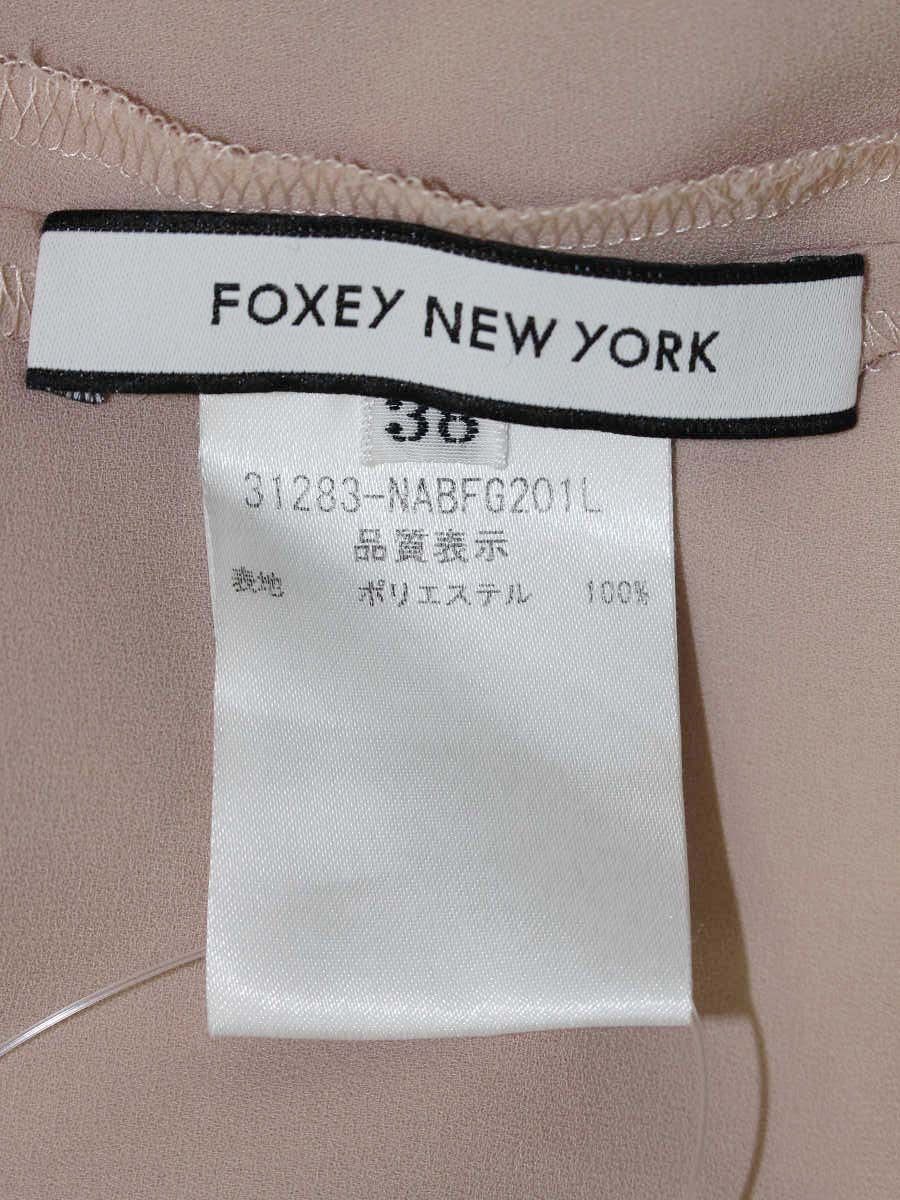 FOXEY NEW YORK
38
31283-NABFG201L
品質表示
表地 ポリエステル 100%